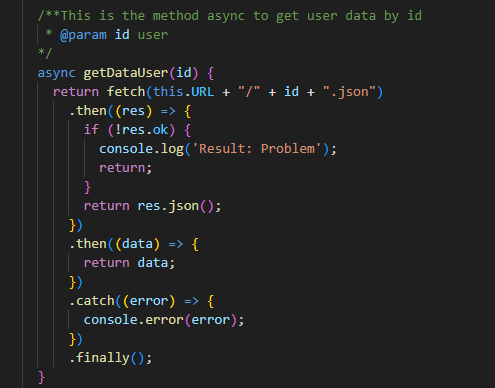 /**This is the method async to get user data by id
* @param id user
*/
async getDataUser(id) {
return fetch(this.URL + "/" + id + ".json")
.then((res) => {
if (!res.ok) {
console.log('Result: Problem');
return;
}
return res.json();
})
.then((data) => {
return data;
})
.catch((error) => {
console.error(error);
})
.finally();
}